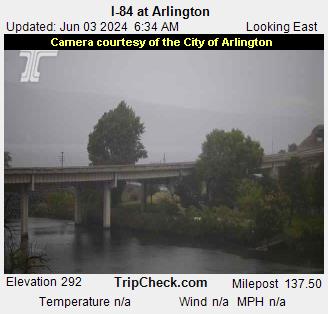 I-84 at Arlington
Updated: Jun 03 2024 6:34 AM Looking East
Camera courtesy of the City of Arlington
Elevation 292 TripCheck.com Milepost 137.50
Temperature n/a Wind n/a MPH n/a